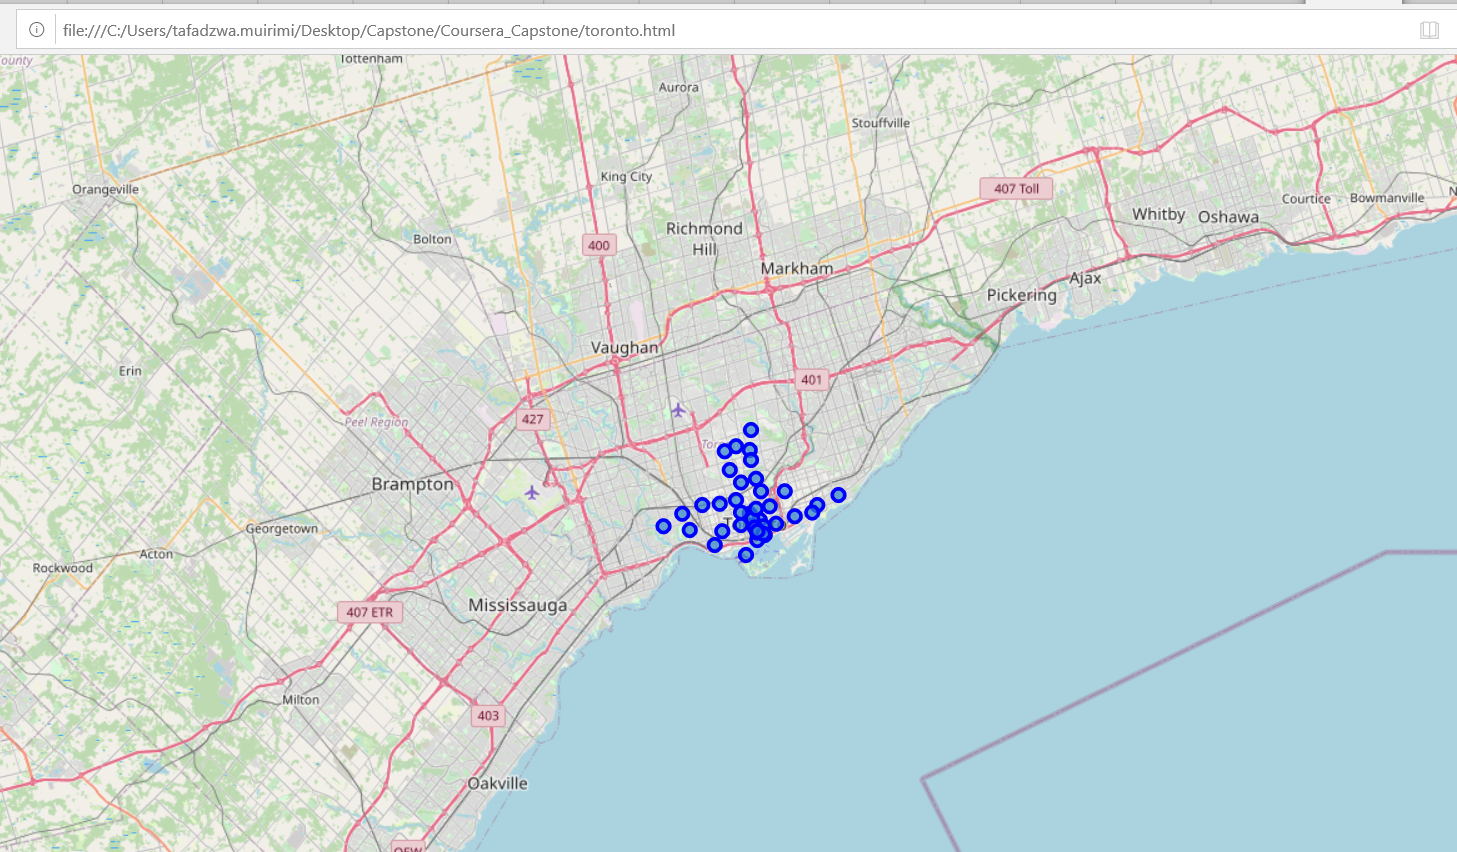 file:///C:/Users/tafadzwa.muirimi/Desktop/Capstone/Coursera_Capstone/toronto.html
ounty
Tottenham
Aurora
Stouffville
King City
407 Toll
Orangeville
Courtice
Bowmanville
N
Whitby
Oshawa
Richmond
Hill
Bolton
400
Markham
Ajax
Pickering
Vaughan
Erin
401
Peel Region
427
To
Brampton
T
Georgetown
Acton
Rockwood
Mississauga
407 ETR
Milton
403
Oakville
QEW